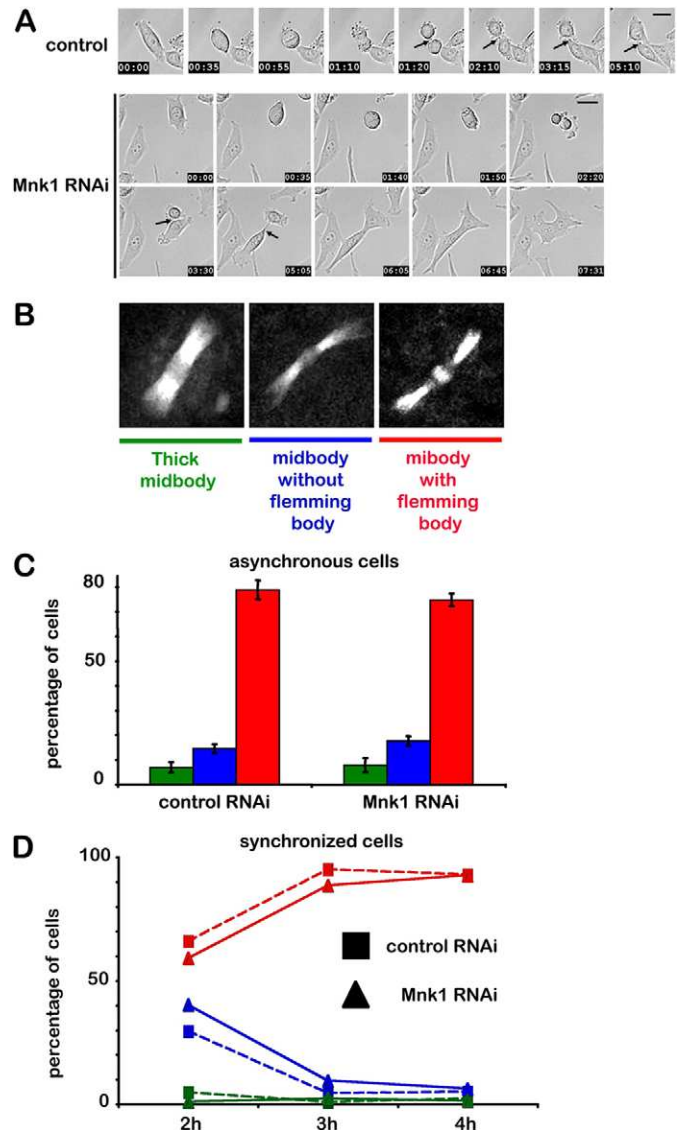 A
control
00:00 00:35 00:55 01:10 01:20 02:10 03:15 05:10
Mnk1 RNAi
00:00 00:35 01:40 01:50 02:20
03:30 05:05 06:05 06:45 07:31
B
Thick
midbody
midbody
without
flemming
body
mibody
with
flemming
body
C
asynchronous cells
percentage of cells
80
50
0
control RNAi Mnk1 RNAi
D
synchronized cells
percentage of cells
100
50
0
control RNAi
Mnk1 RNAi
2h 3h 4h